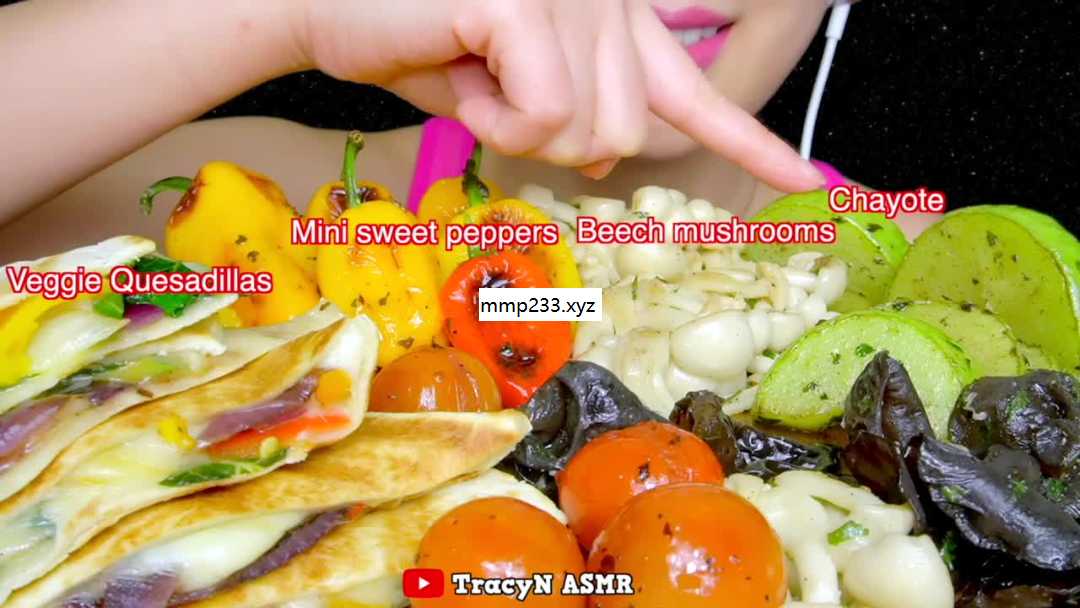 Chayote
Mini sweet peppers
Beech mushrooms
Veggie Quesadillas
mmp233.xyz
TracyN ASMR